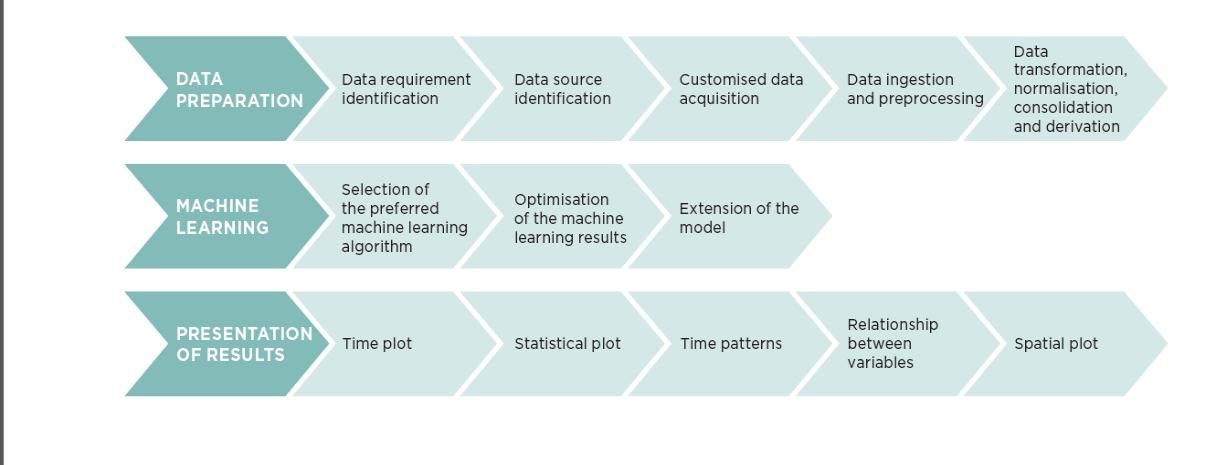 DATA
PREPARATION
Data requirement
identification
Data source
identification
Customised data
acquisition
Data ingestion
and preprocessing
Data
transformation,
normalisation,
consolidation
and derivation
MACHINE
LEARNING
Selection of
the preferred
machine learning
algorithm
Optimisation
of the machine
learning results
Extension of the
model
PRESENTATION
OF RESULTS
Time plot
Statistical plot
Time patterns
Relationship
between
variables
Spatial plot